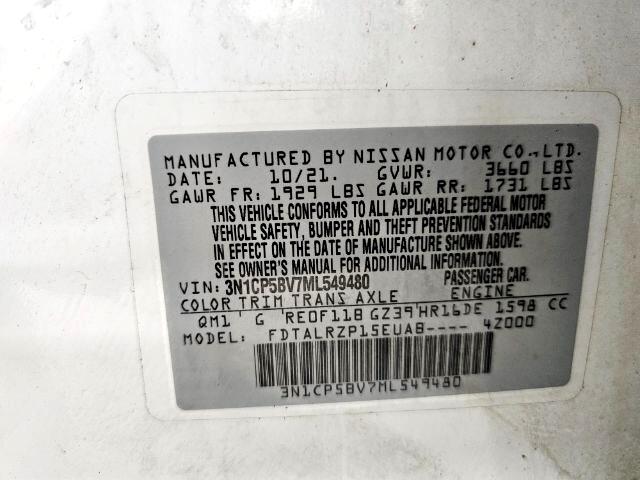 MANUFACTURED BY NISSAN MOTOR CO.,LTD.
DATE: 10/21. GVWR: 3660 LBS
GAWR FR: 1929 LBS GAWR RR: 1731 LBS
THIS VEHICLE CONFORMS TO ALL APPLICABLE FEDERAL MOTOR
VEHICLE SAFETY, BUMPER AND THEFT PREVENTION STANDARDS
IN EFFECT ON THE DATE OF MANUFACTURE SHOWN ABOVE.
SEE OWNER'S MANUAL FOR ADDITIONAL INFORMATION.
VIN: 3N1CP5BV7ML549480 PASSENGER CAR.
COLOR TRIM TRANS AXLE ENGINE
QM1 G RE0F11B GZ39 HR16DE 1598 CC
MODEL: FDTALRZP15EUA8---- 4Z000
3N1CP5BV7ML549480